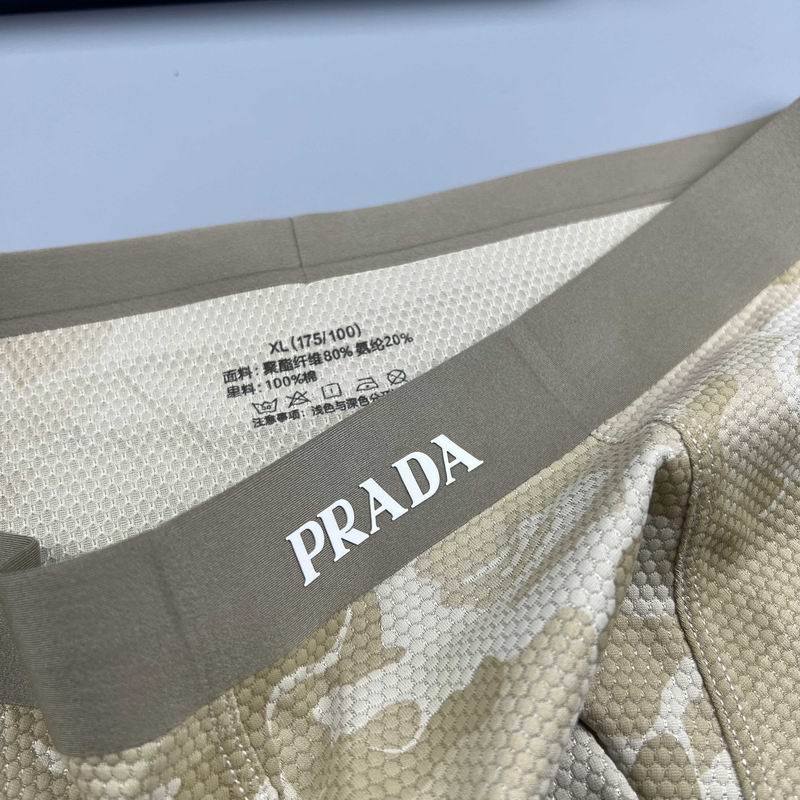 XL(175/100)
面料: 聚酯纤维80% 氨纶20%
里料: 100%棉
注意事项: 浅色与深色分
PRADA